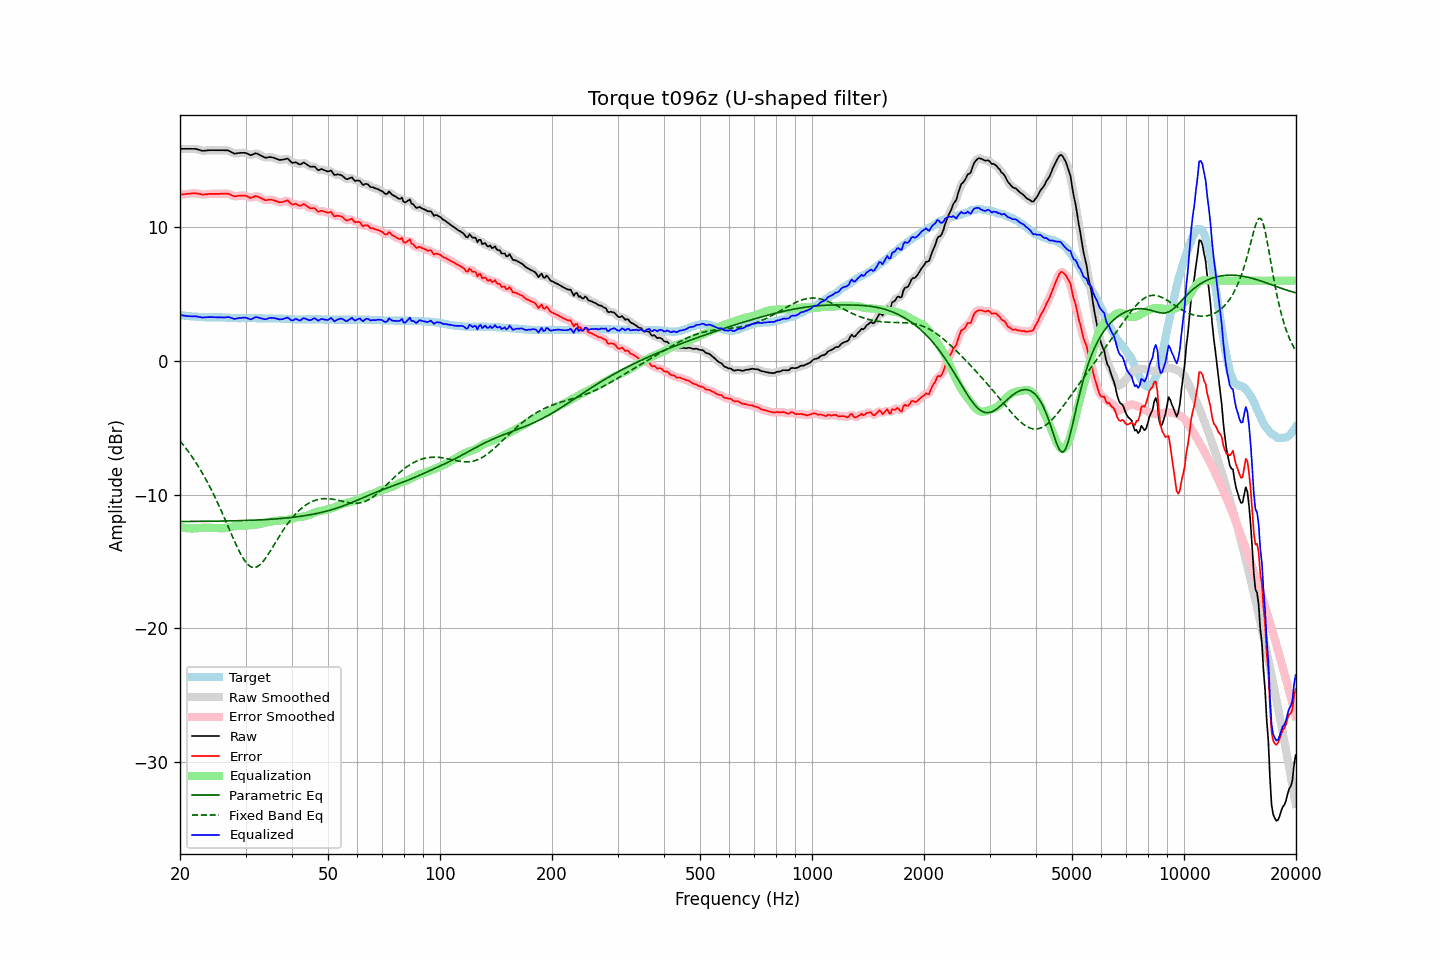 Torque t096z (U-shaped filter)
Amplitude (dBr)
10
0
−10
−20
−30
Target
Raw Smoothed
Error Smoothed
Raw
Error
Equalization
Parametric Eq
Fixed Band Eq
Equalized
20 50 100 200 500 1000 2000 5000 10000 20000
Frequency (Hz)